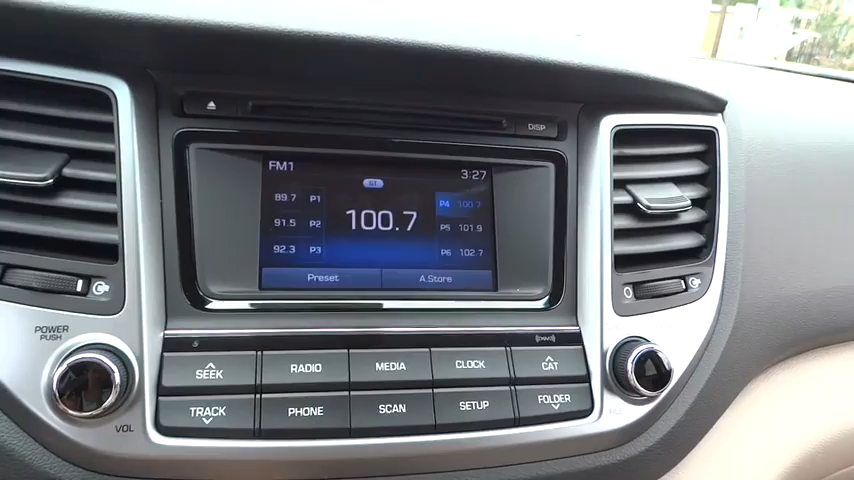 DISP
FM1
ST
3:27
89.7 P1
P4 100.7
91.5 P2
100.7
P5 101.9
92.3 P3
P6 102.7
Preset
A.Store
POWER
PUSH
VOL
SEEK
RADIO
MEDIA
CLOCK
CAT
TRACK
PHONE
SCAN
SETUP
FOLDER